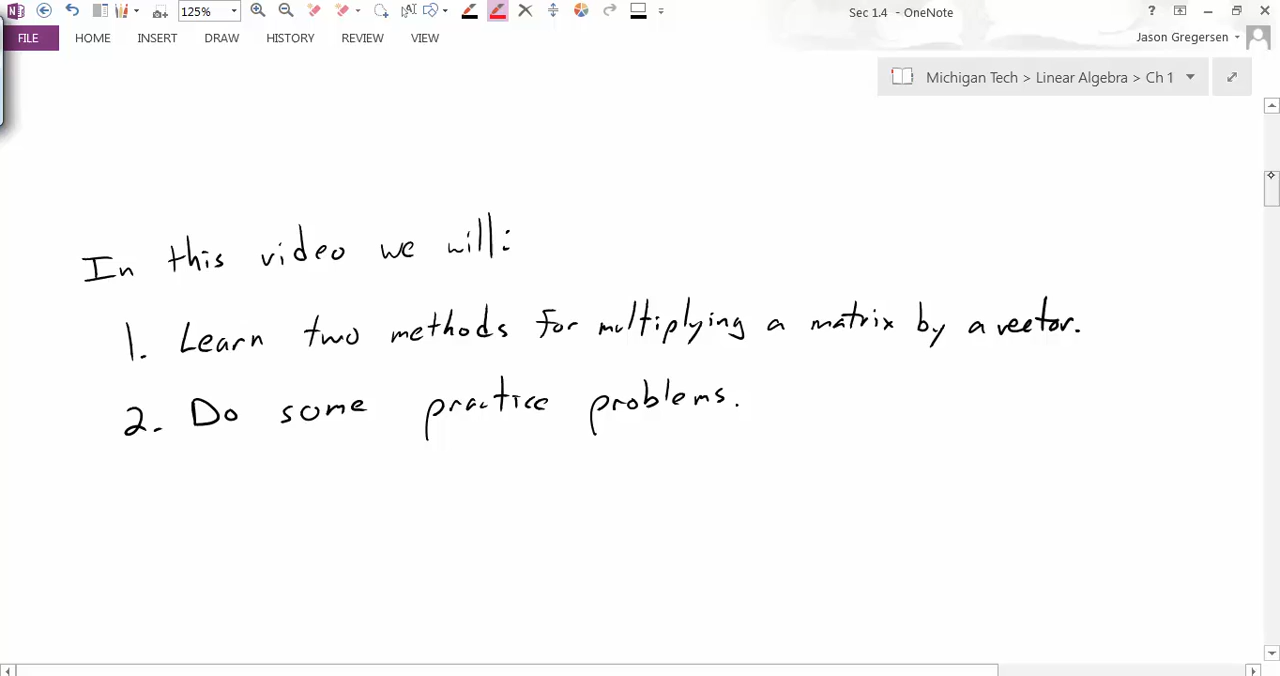 125%
Sec 1.4 - OneNote
?
FILE HOME INSERT DRAW HISTORY REVIEW VIEW
Jason Gregersen
Michigan Tech > Linear Algebra > Ch 1
In this video we will:
1. Learn two methods for multiplying a matrix by a vector.
2. Do some practice problems.